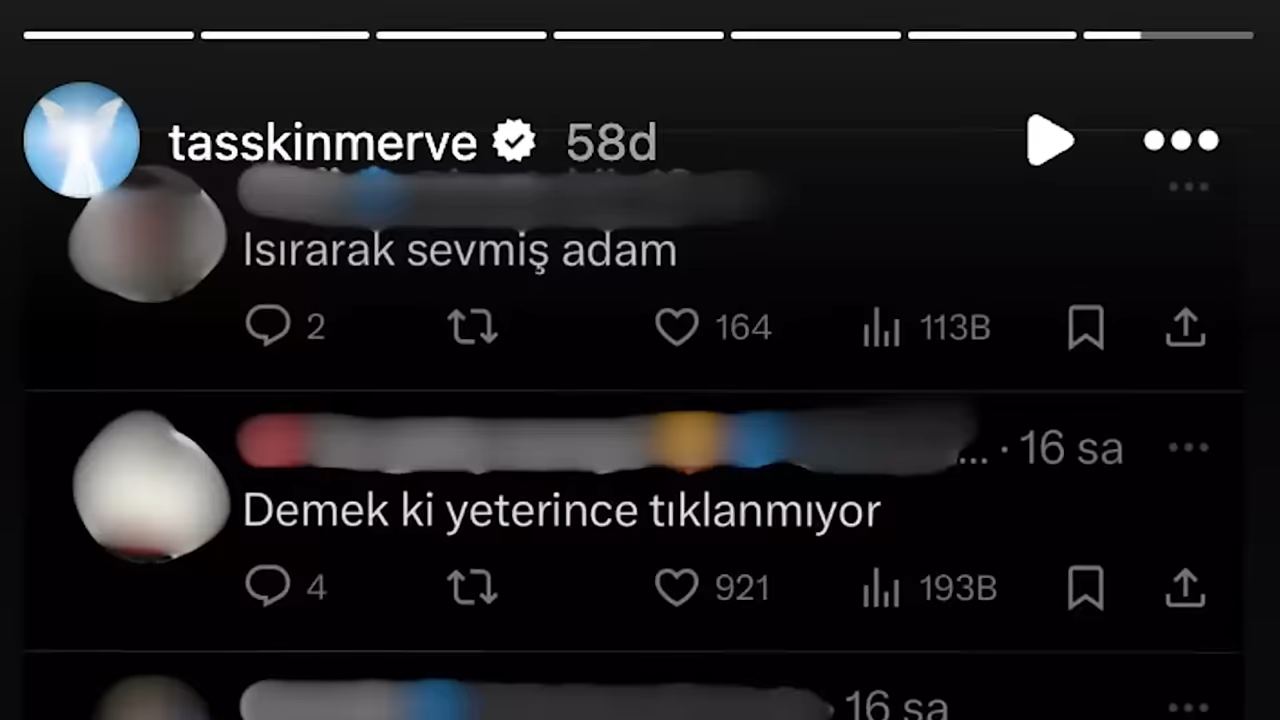 tasskinmerve 58d
Isırarak sevmiş adam
2 164 113B
... · 16 sa
Demek ki yeterince tıklanmıyor
4 921 193B
16 sa